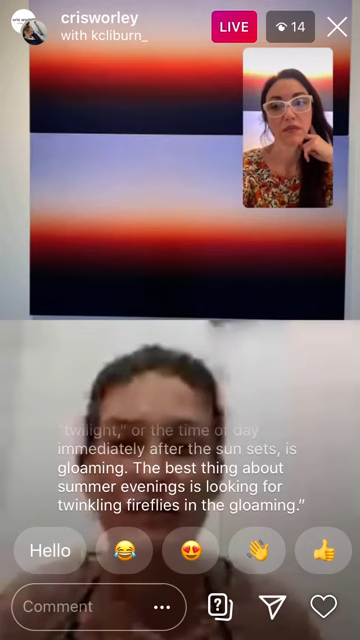 crisworley
with kcliburn_
LIVE
14
"twilight," or the time of day
immediately after the sun sets, is
gloaming. The best thing about
summer evenings is looking for
twinkling fireflies in the gloaming."
Hello
Comment